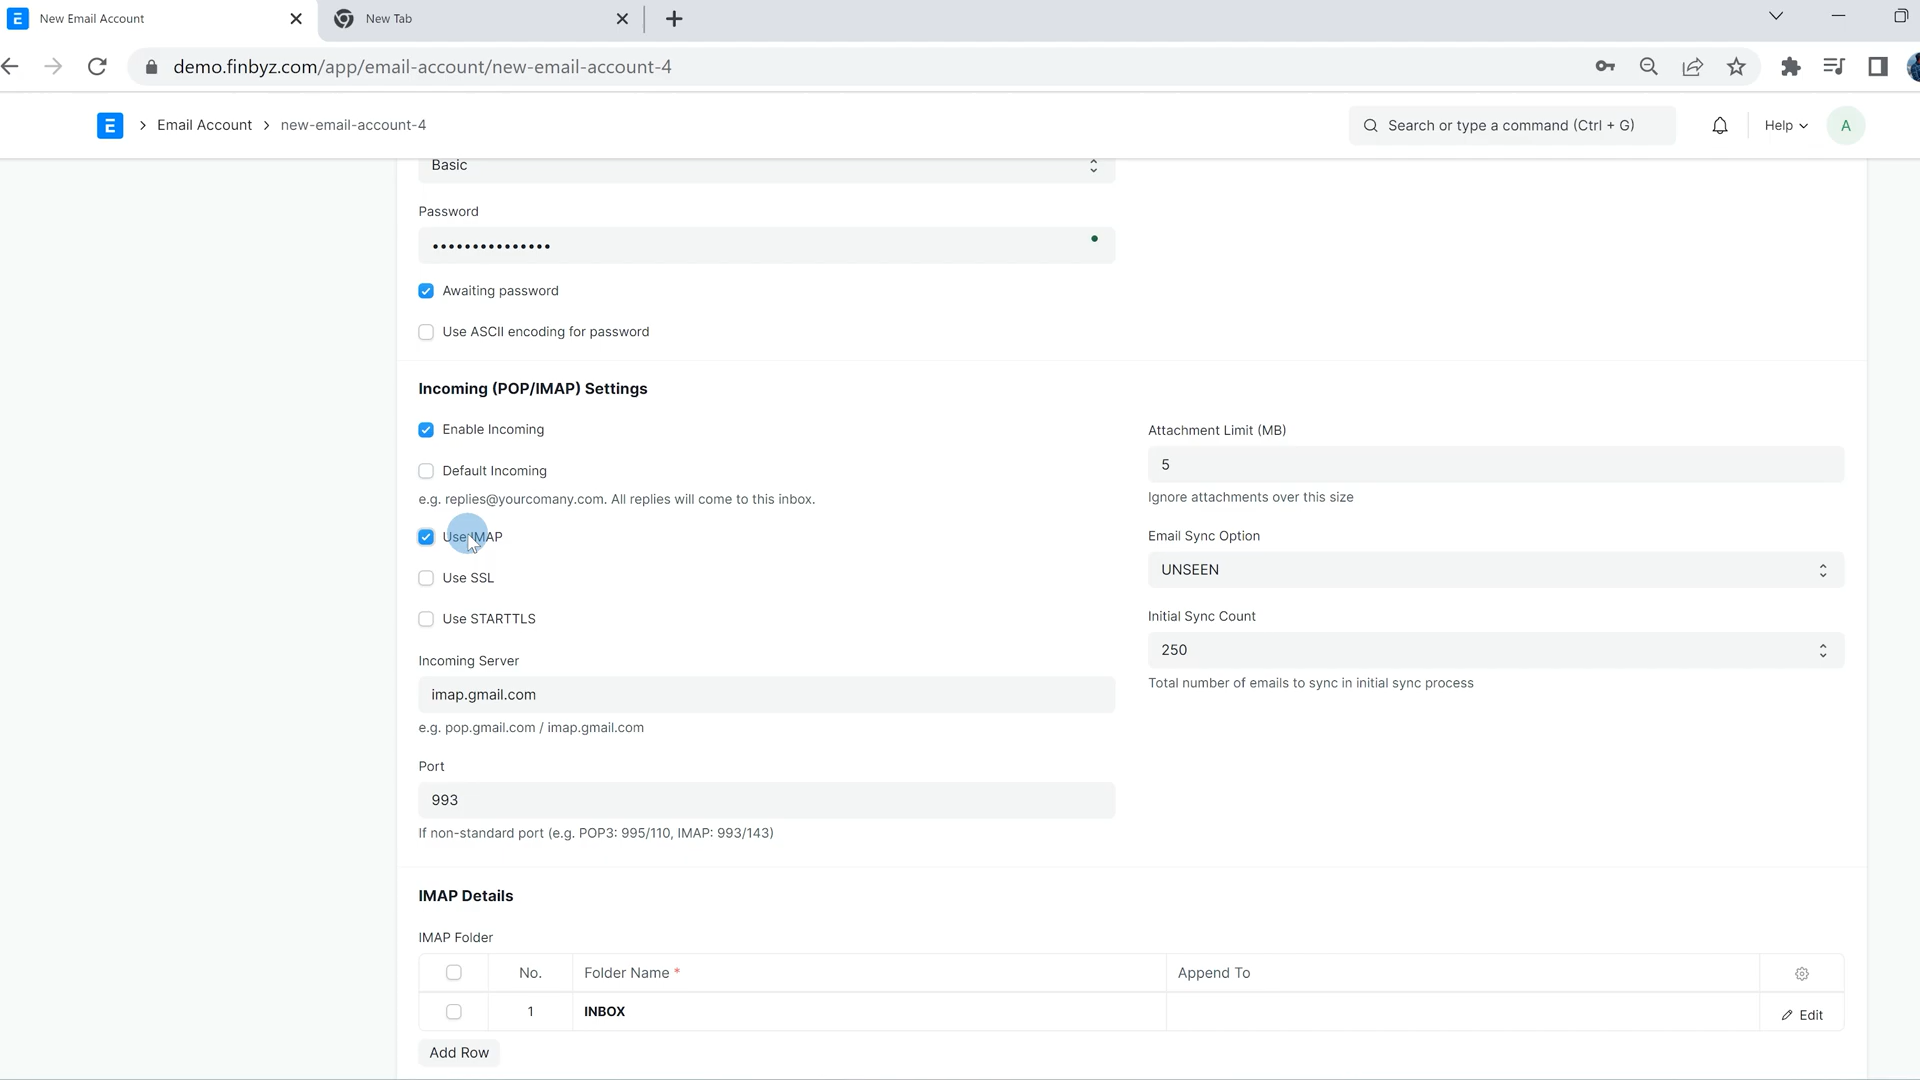 E New Email Account
New Tab
demo.finbyz.com/app/email-account/new-email-account-4
E > Email Account > new-email-account-4
Search or type a command (Ctrl + G)
Help
A
Basic
Password
•••••••••••••••
Awaiting password
Use ASCII encoding for password
Incoming (POP/IMAP) Settings
Enable Incoming
Default Incoming
e.g. replies@yourcomany.com. All replies will come to this inbox.
Use IMAP
Use SSL
Use STARTTLS
Incoming Server
imap.gmail.com
e.g. pop.gmail.com / imap.gmail.com
Port
993
If non-standard port (e.g. POP3: 995/110, IMAP: 993/143)
Attachment Limit (MB)
5
Ignore attachments over this size
Email Sync Option
UNSEEN
Initial Sync Count
250
Total number of emails to sync in initial sync process
IMAP Details
IMAP Folder
No. Folder Name * Append To
1 INBOX Edit
Add Row